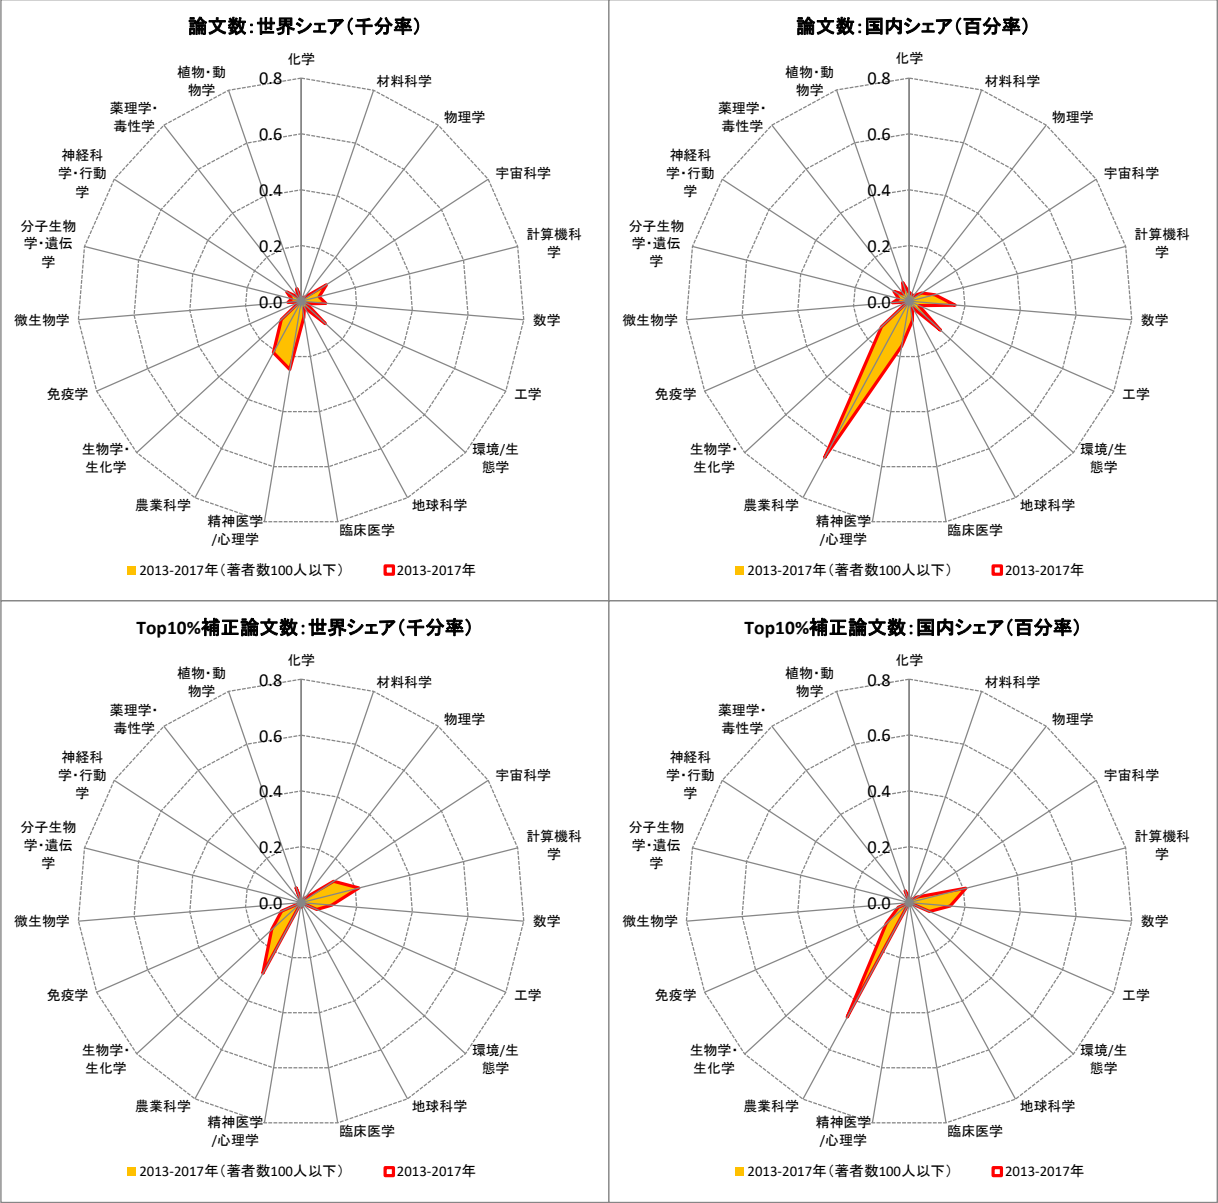 論文数：世界シェア（千分率）
化学
材料科学
物理学
宇宙科学
計算機科
学
数学
工学
環境/生
態学
地球科学
臨床医学
精神医学
/心理学
農業科学
生物学・
生化学
免疫学
微生物学
分子生物
学・遺伝
学
神経科
学・行動
学
薬理学・
毒性学
植物・動
物学
0.8
0.6
0.4
0.2
0.0
2013-2017年（著者数100人以下）
2013-2017年
論文数：国内シェア（百分率）
化学
材料科学
物理学
宇宙科学
計算機科
学
数学
工学
環境/生
態学
地球科学
臨床医学
精神医学
/心理学
農業科学
生物学・
生化学
免疫学
微生物学
分子生物
学・遺伝
学
神経科
学・行動
学
薬理学・
毒性学
植物・動
物学
0.8
0.6
0.4
0.2
0.0
2013-2017年（著者数100人以下）
2013-2017年
Top10%補正論文数：世界シェア（千分率）
化学
材料科学
物理学
宇宙科学
計算機科
学
数学
工学
環境/生
態学
地球科学
臨床医学
精神医学
/心理学
農業科学
生物学・
生化学
免疫学
微生物学
分子生物
学・遺伝
学
神経科
学・行動
学
薬理学・
毒性学
植物・動
物学
0.8
0.6
0.4
0.2
0.0
2013-2017年（著者数100人以下）
2013-2017年
Top10%補正論文数：国内シェア（百分率）
化学
材料科学
物理学
宇宙科学
計算機科
学
数学
工学
環境/生
態学
地球科学
臨床医学
精神医学
/心理学
農業科学
生物学・
生化学
免疫学
微生物学
分子生物
学・遺伝
学
神経科
学・行動
学
薬理学・
毒性学
植物・動
物学
0.8
0.6
0.4
0.2
0.0
2013-2017年（著者数100人以下）
2013-2017年